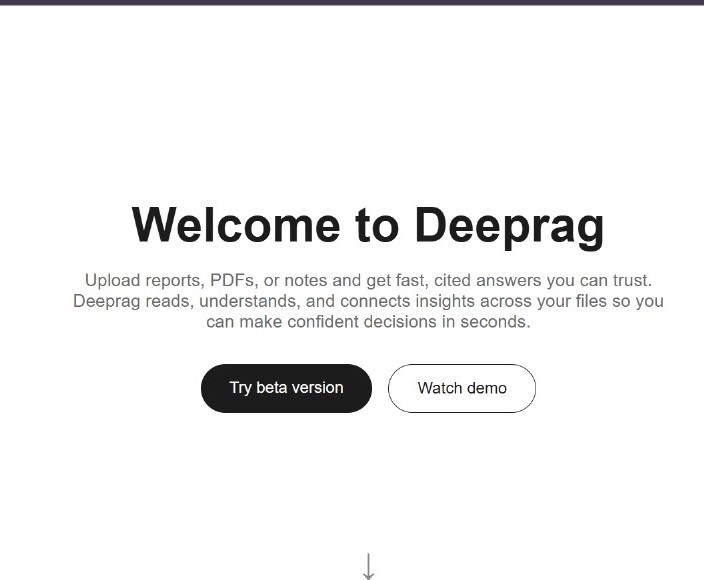 Welcome to Deeprag
Upload reports, PDFs, or notes and get fast, cited answers you can trust.
Deeprag reads, understands, and connects insights across your files so you
can make confident decisions in seconds.
Try beta version
Watch demo